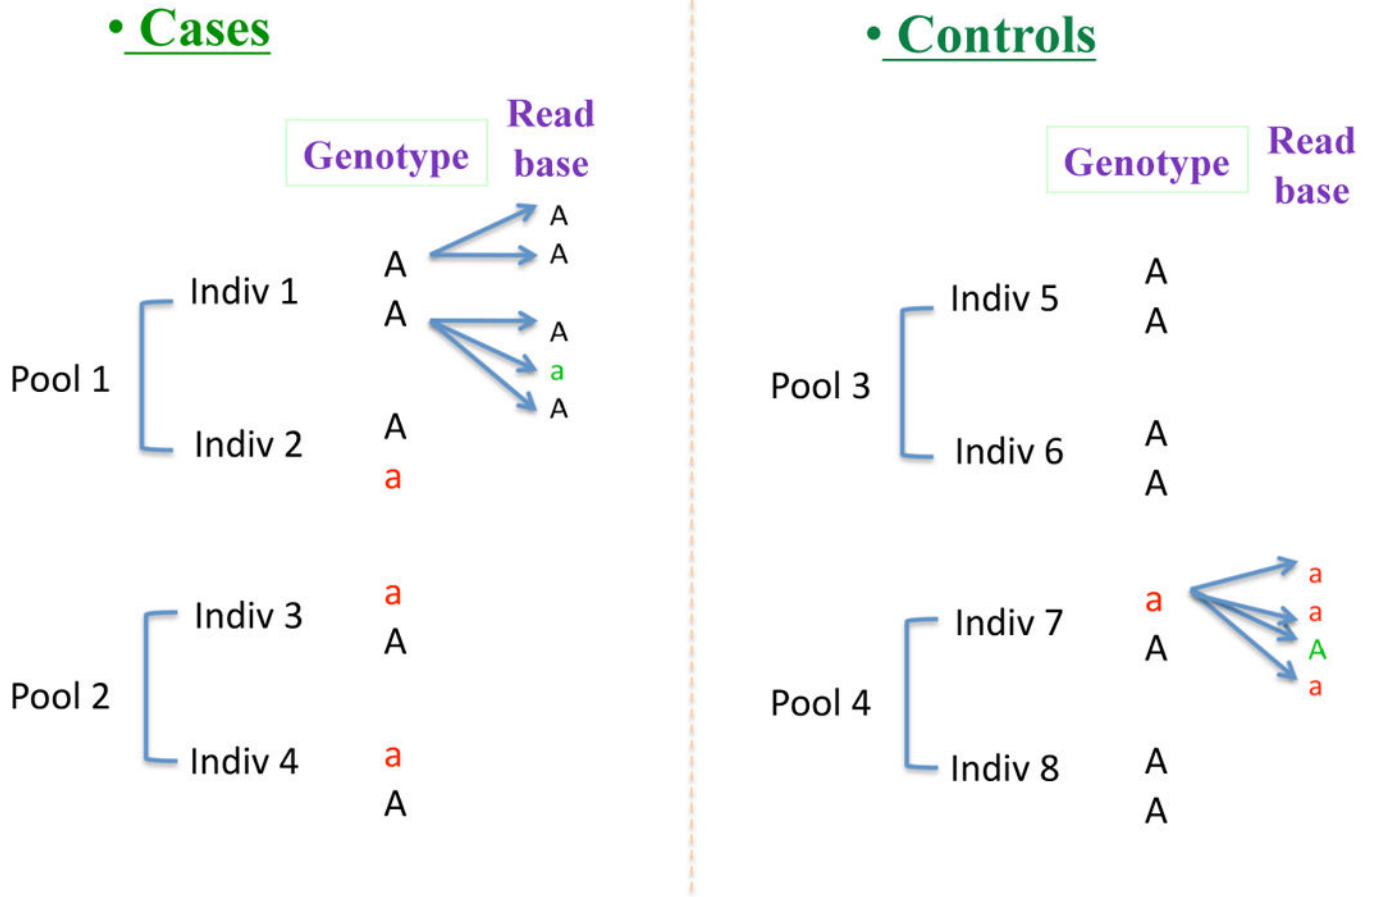 • Cases
Genotype
Read
base
A
A
A
Indiv 1
A
A
a
A
Pool 1
A
Indiv 2
a
a
Indiv 3
A
Pool 2
a
Indiv 4
A
• Controls
Genotype
Read
base
A
Indiv 5
A
Pool 3
A
Indiv 6
A
a
a
a
Indiv 7
A
A
a
Pool 4
A
Indiv 8
A